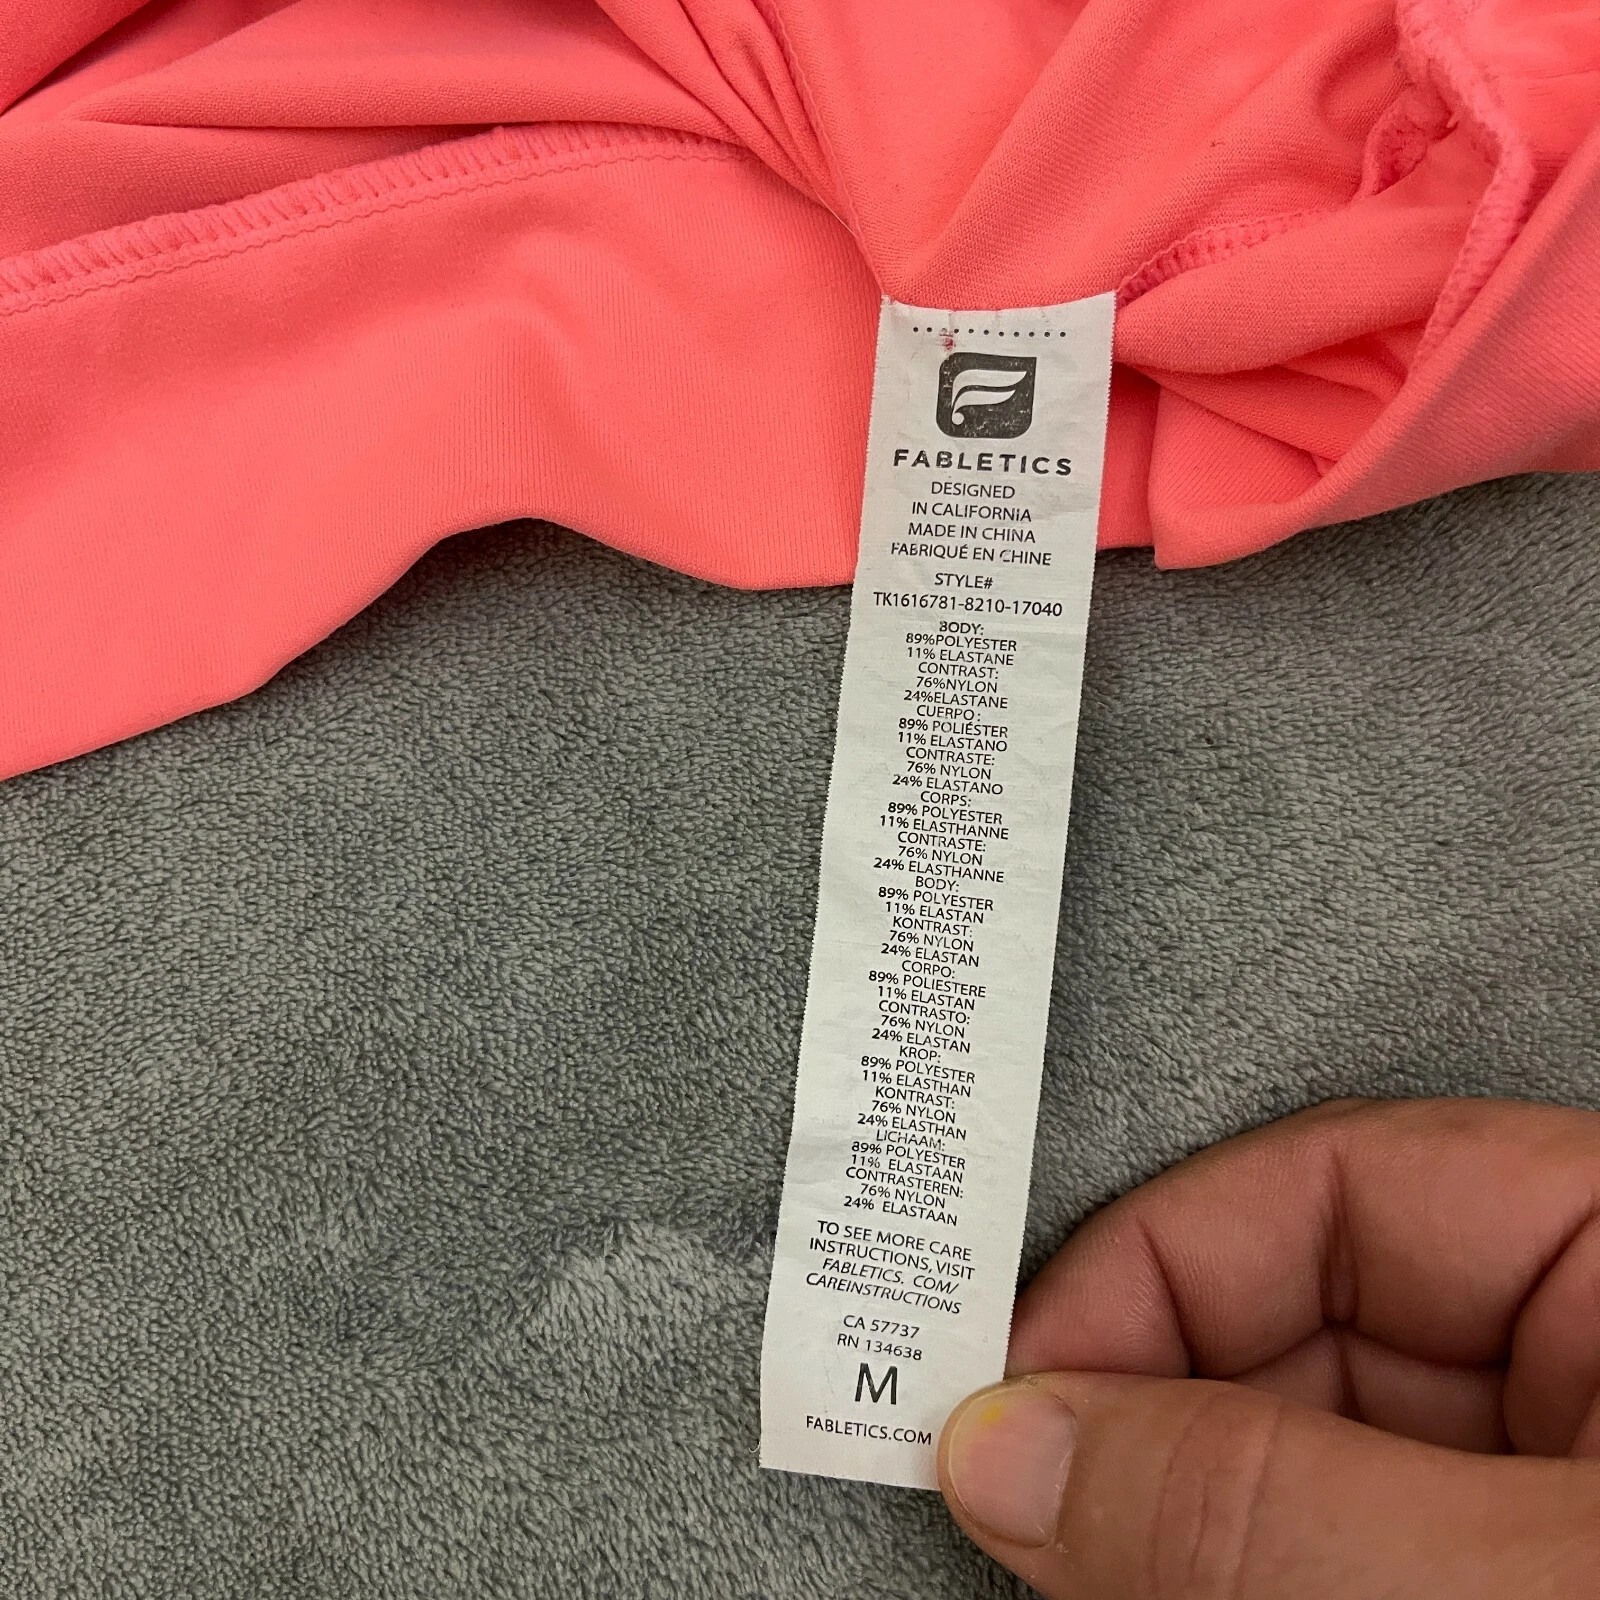 FABLETICS
DESIGNED
IN CALIFORNIA
MADE IN CHINA
FABRIQUÉ EN CHINE
STYLE#
TK1616781-8210-17040
BODY:
89%POLYESTER
11% ELASTANE
CONTRAST:
76%NYLON
24%ELASTANE
CUERPO:
89% POLIÉSTER
11% ELASTANO
CONTRASTE:
76% NYLON
24% ELASTANO
CORPS:
89% POLYESTER
11% ELASTHANNE
CONTRASTE:
76% NYLON
24% ELASTHANNE
BODY:
89% POLYESTER
11% ELASTAN
KONTRAST:
76% NYLON
24% ELASTAN
CORPO:
89% POLIESTERE
11% ELASTAN
CONTRASTO:
76% NYLON
24% ELASTAN
KROP:
89% POLYESTER
11% ELASTHAN
KONTRAST:
76% NYLON
24% ELASTHAN
LICHAAM:
89% POLYESTER
11% ELASTAAN
CONTRASTEREN:
76% NYLON
24% ELASTAAN
TO SEE MORE CARE
INSTRUCTIONS, VISIT
FABLETICS. COM/
CAREINSTRUCTIONS
CA 57737
RN 134638
M
FABLETICS.COM